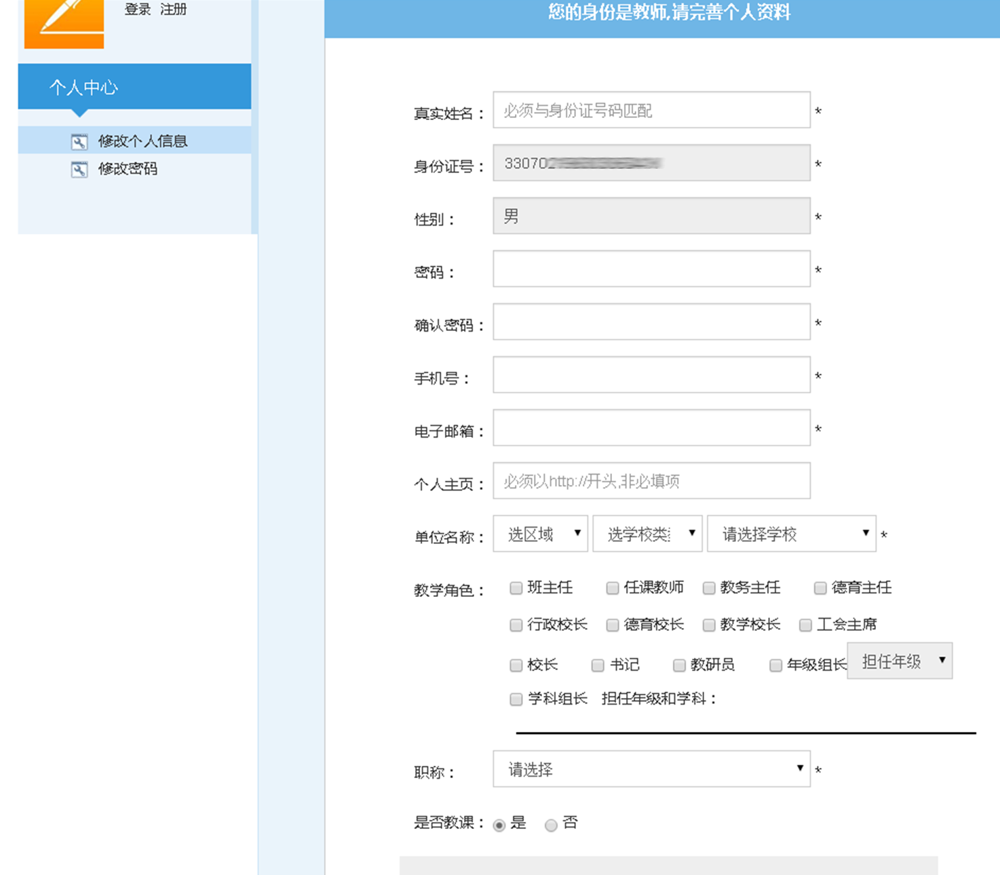 登录 注册
您的身份是教师,请完善个人资料
个人中心
修改个人信息
修改密码
真实姓名： 必须与身份证号码匹配 *
身份证号： 33070 *
性别： 男 *
密码： *
确认密码： *
手机号： *
电子邮箱： *
个人主页： 必须以http://开头,非必填项
单位名称： 选区域 选学校类 请选择学校 *
教学角色： 班主任 任课教师 教务主任 德育主任
行政校长 德育校长 教学校长 工会主席
校长 书记 教研员 年级组长 担任年级
学科组长 担任年级和学科：
职称： 请选择 *
是否教课： 是 否